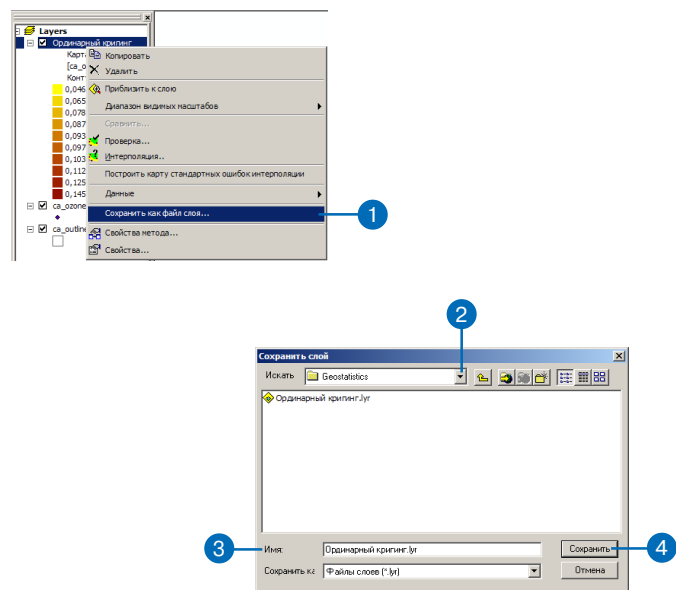 Layers
Ординарный кригинг
Карт
[ca_o
Конт
0,046
0,065
0,078
0,087
0,093
0,097
0,103
0,112
0,125
0,145
ca_ozone
ca_outline
Копировать
Удалить
Приблизить к слою
Диапазон видимых масштабов
Сравнить...
Проверка...
Интерполяция...
Построить карту стандартных ошибок интерполяции
Данные
Сохранить как файл слоя...
1
Свойства метода...
Свойства...
2
Сохранить слой
Искать
Geostatistics
Ординарный кригинг.lyr
3
Имя:
Ординарный кригинг.lyr
Сохранить
4
Сохранить ка
Файлы слоев (*.lyr)
Отмена